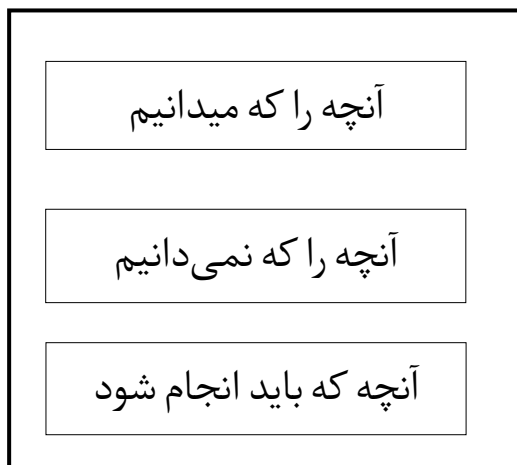 آنچه را که میدانیم
آنچه را که نمی‌دانیم
آنچه که باید انجام شود